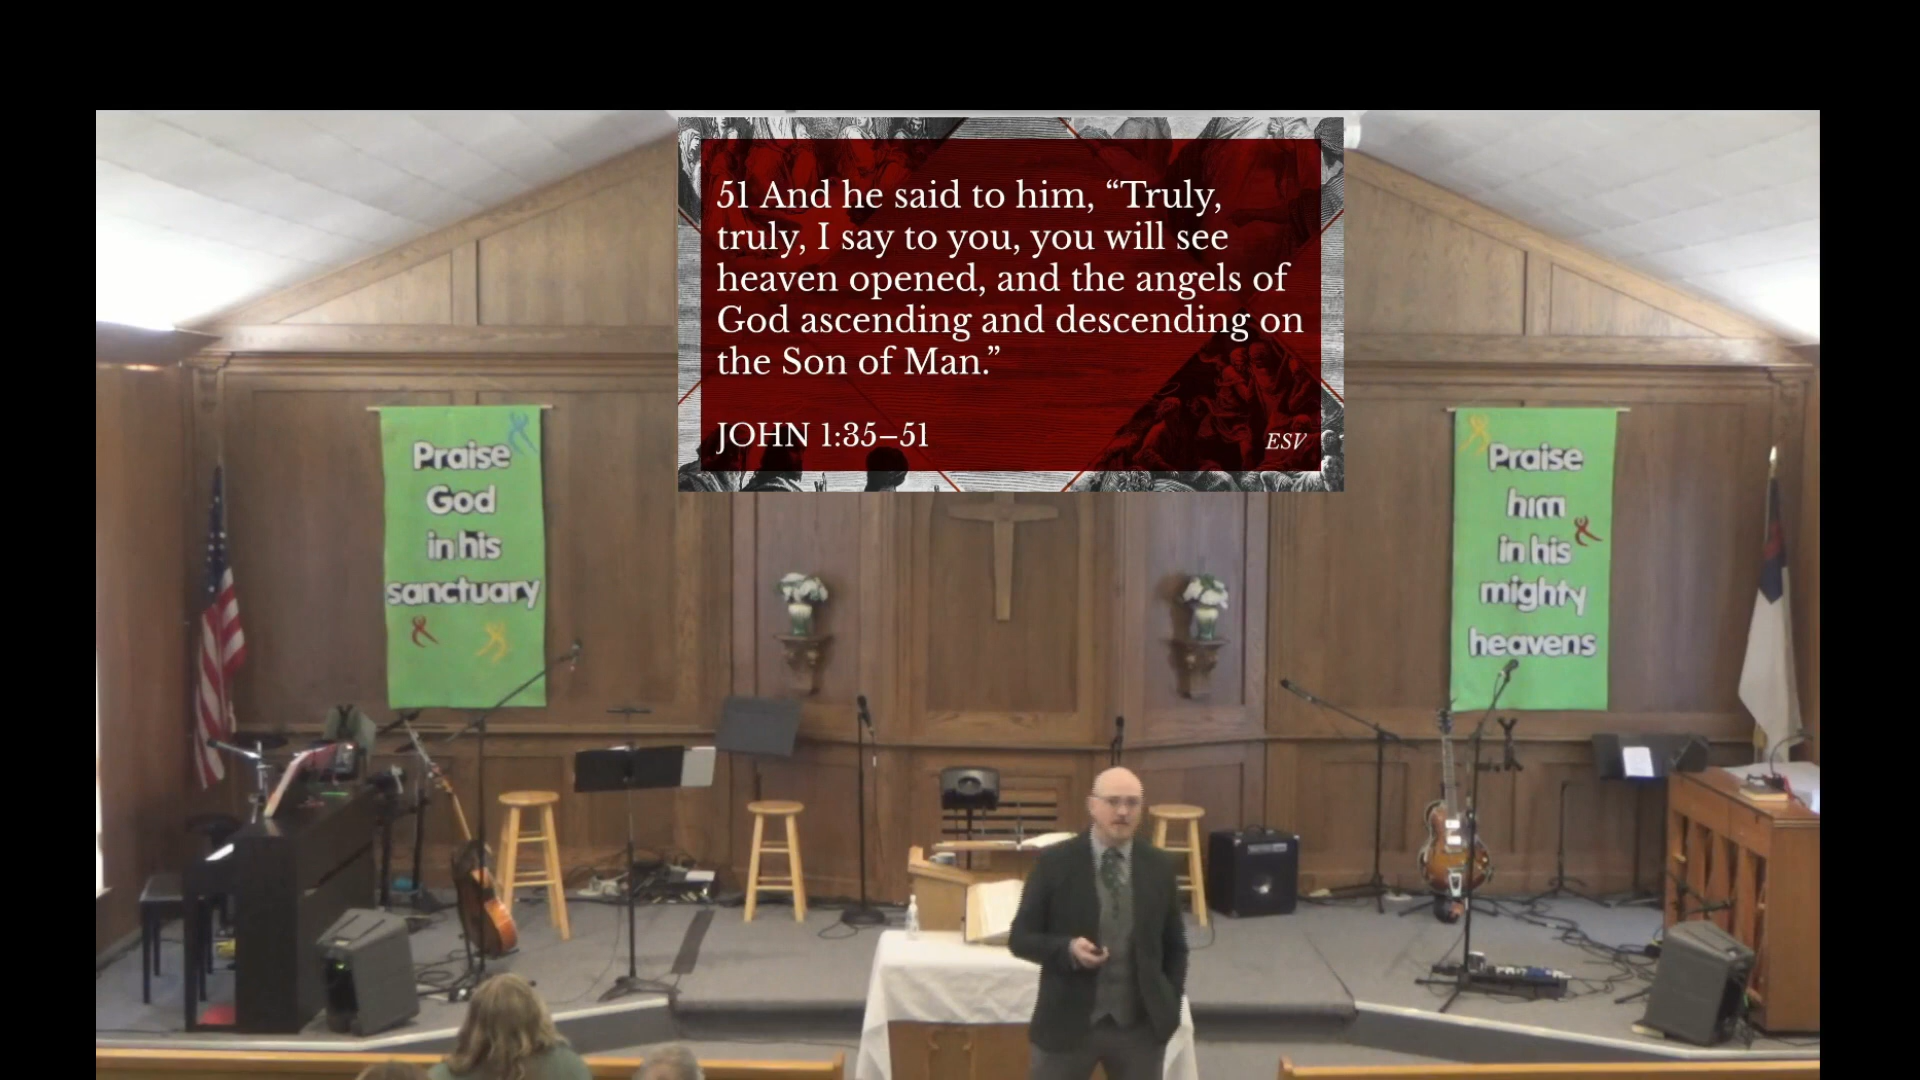 51 And he said to him, “Truly,
truly, I say to you, you will see
heaven opened, and the angels of
God ascending and descending on
the Son of Man.”
JOHN 1:35–51
ESV
Praise
God
in his
sanctuary
Praise
him
in his
mighty
heavens